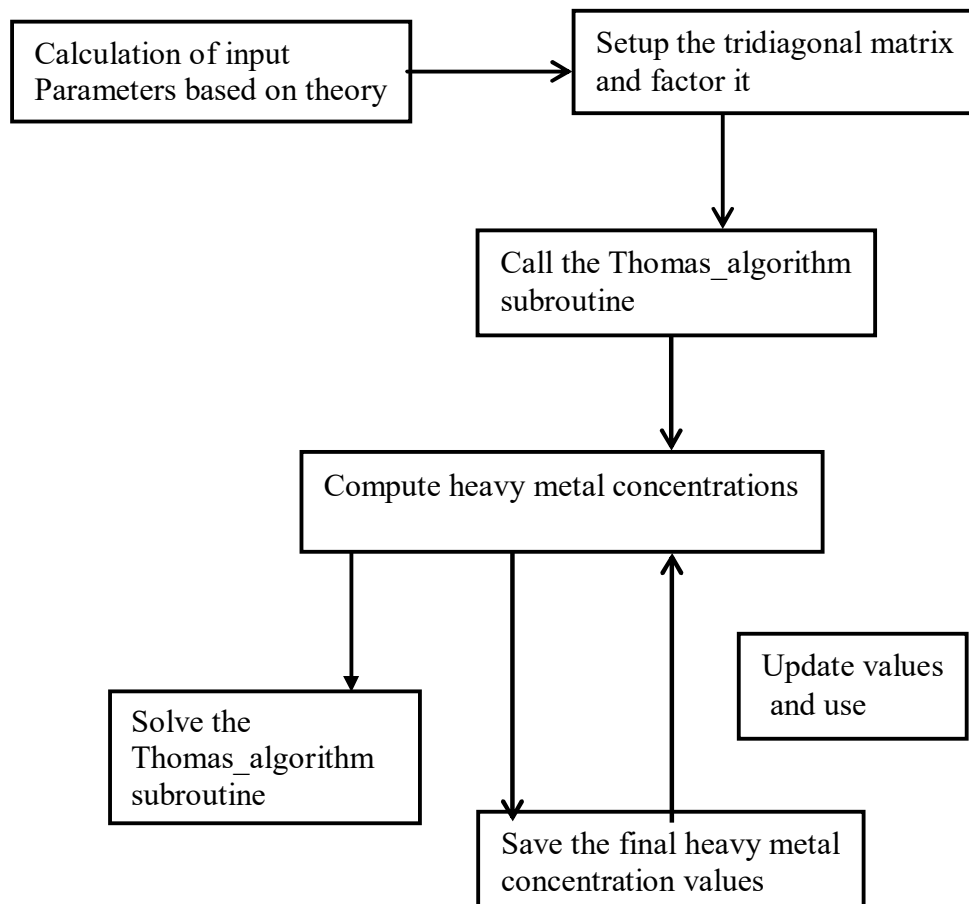 Calculation of input
Parameters based on theory
Setup the tridiagonal matrix
and factor it
Call the Thomas_algorithm
subroutine
Compute heavy metal concentrations
Update values
and use
Solve the
Thomas_algorithm
subroutine
Save the final heavy metal
concentration values